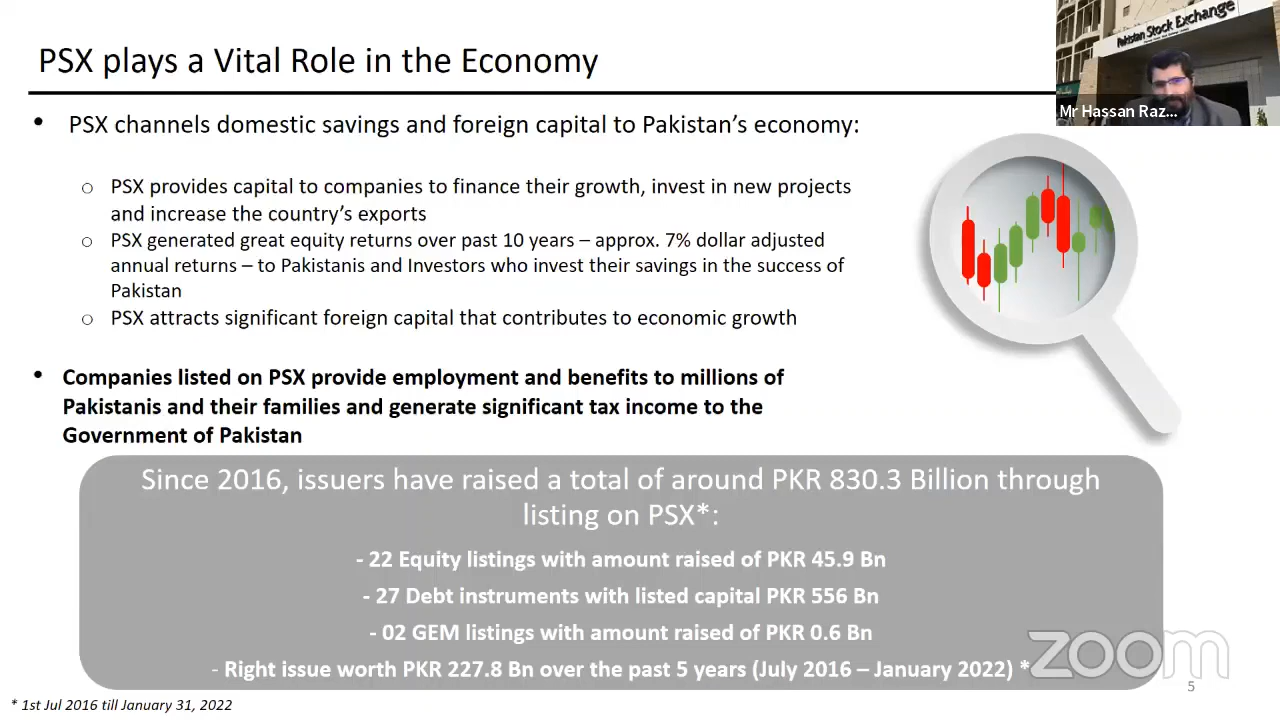 PSX plays a Vital Role in the Economy
Pakistan Stock Exchange
Mr Hassan Raz...
• PSX channels domestic savings and foreign capital to Pakistan's economy:
○ PSX provides capital to companies to finance their growth, invest in new projects
and increase the country's exports
○ PSX generated great equity returns over past 10 years – approx. 7% dollar adjusted
annual returns – to Pakistanis and Investors who invest their savings in the success of
Pakistan
○ PSX attracts significant foreign capital that contributes to economic growth
• Companies listed on PSX provide employment and benefits to millions of
Pakistanis and their families and generate significant tax income to the
Government of Pakistan
Since 2016, issuers have raised a total of around PKR 830.3 Billion through
listing on PSX*:
- 22 Equity listings with amount raised of PKR 45.9 Bn
- 27 Debt instruments with listed capital PKR 556 Bn
- 02 GEM listings with amount raised of PKR 0.6 Bn
- Right issue worth PKR 227.8 Bn over the past 5 years (July 2016 – January 2022) *
zoom
5
* 1st Jul 2016 till January 31, 2022